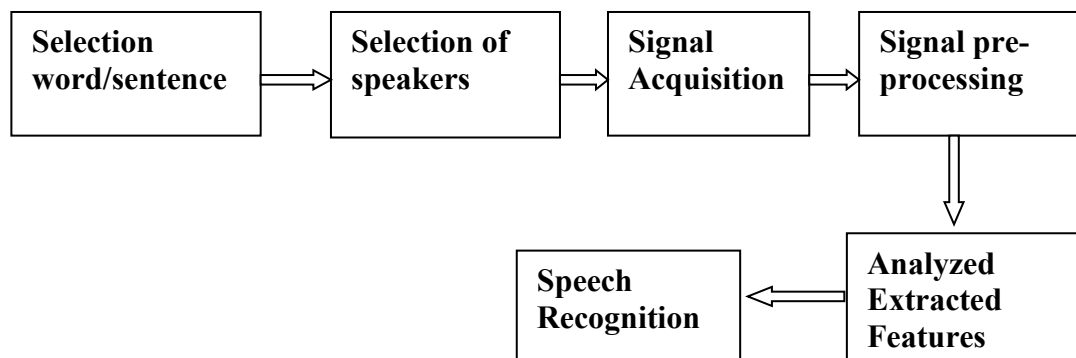 Selection
word/sentence
Selection of
speakers
Signal
Acquisition
Signal pre-
processing
Analyzed
Extracted
Features
Speech
Recognition